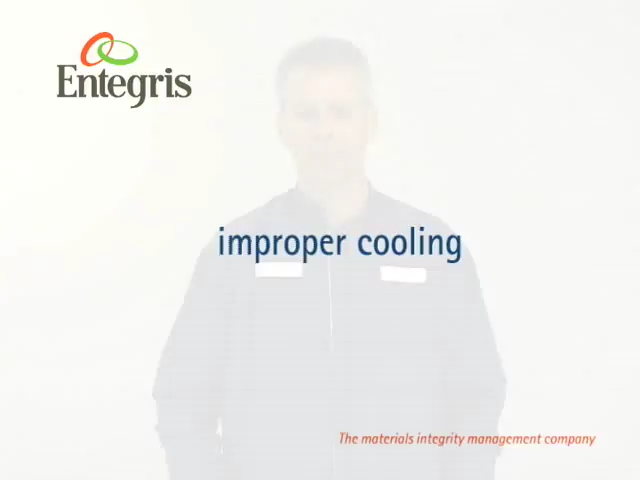 Entegris
improper cooling
The materials integrity management company